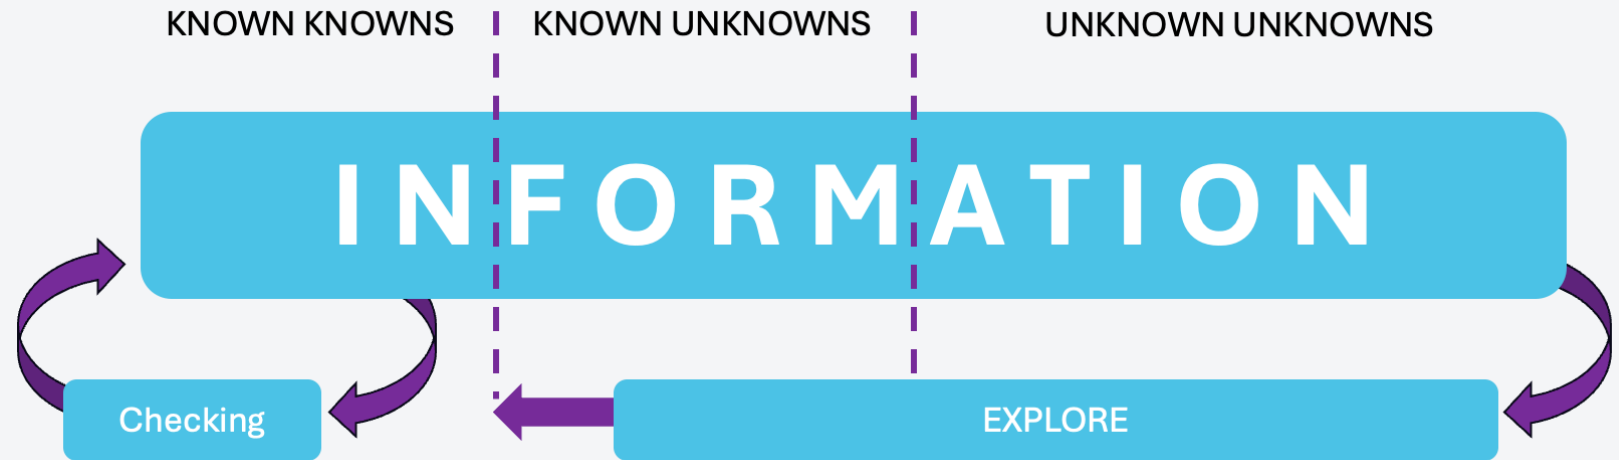 KNOWN KNOWNS
KNOWN UNKNOWNS
UNKNOWN UNKNOWNS
INFORMATION
Checking
EXPLORE